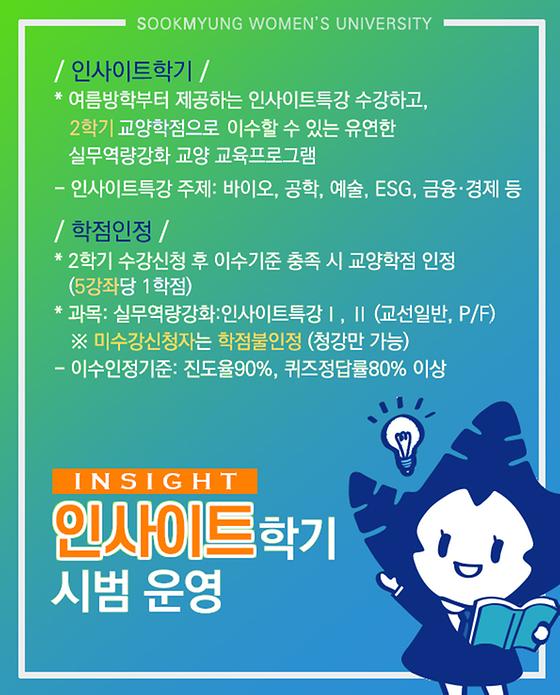 SOOKMYUNG WOMEN'S UNIVERSITY
/ 인사이트학기 /
* 여름방학부터 제공하는 인사이트특강 수강하고,
2학기 교양학점으로 이수할 수 있는 유연한
실무역량강화 교양 교육프로그램
- 인사이트특강 주제: 바이오, 공학, 예술, ESG, 금융·경제 등
/ 학점인정 /
* 2학기 수강신청 후 이수기준 충족 시 교양학점 인정
(5강좌당 1학점)
* 과목: 실무역량강화:인사이트특강Ⅰ, Ⅱ (교선일반, P/F)
※ 미수강신청자는 학점불인정 (청강만 가능)
- 이수인정기준: 진도율90%, 퀴즈정답률80% 이상
INSIGHT
인사이트학기
시범 운영